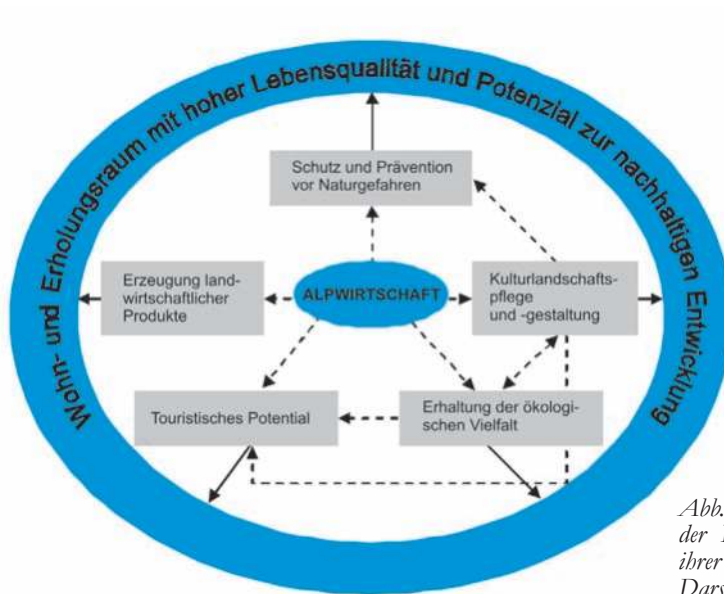 Wohn- und Erholungsraum mit hoher Lebensqualität und Potenzial zur nachhaltigen Entwicklung
Schutz und Prävention
vor Naturgefahren
Erzeugung land-
wirtschaftlicher
Produkte
ALPWIRTSCHAFT
Kulturlandschafts-
pflege
und -gestaltung
Touristisches Potential
Erhaltung der ökologi-
schen Vielfalt
Abb.
der
ihrer